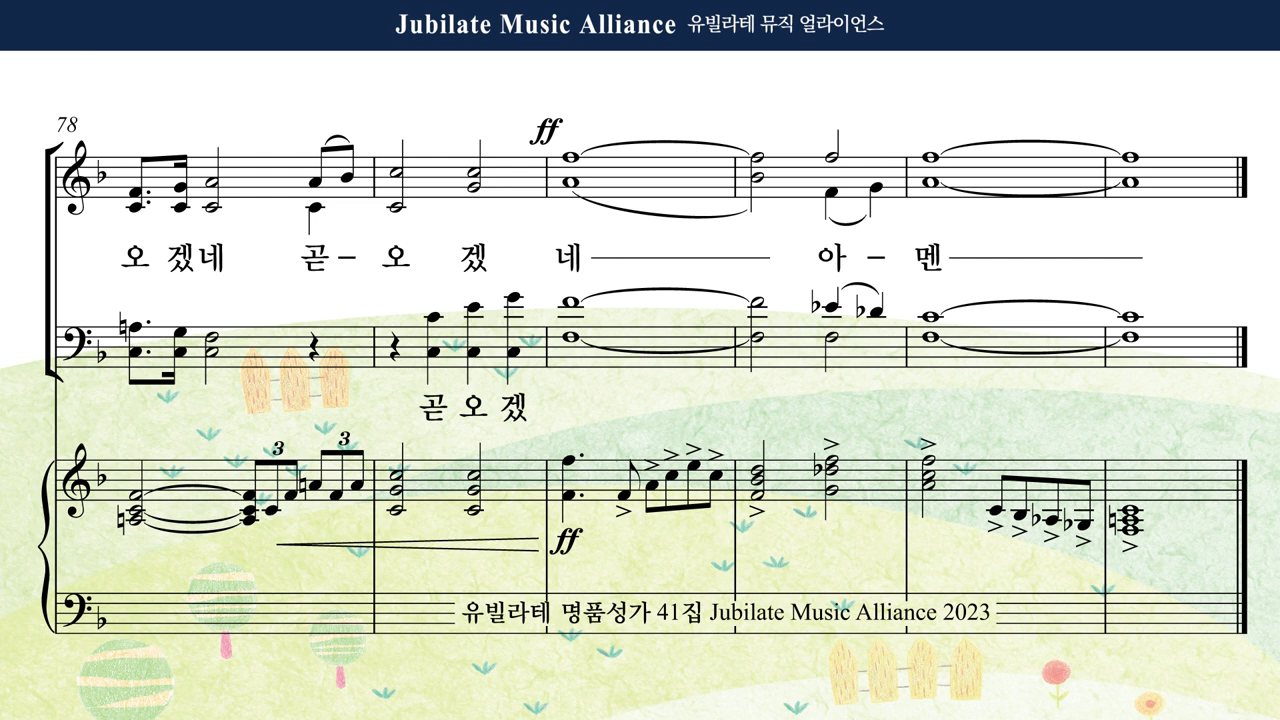 Jubilate Music Alliance 유빌라테 뮤직 얼라이언스
78
ff
오 겠네 곧 – 오 겠 네 아 – 멘
곧 오 겠
3 3
ff
유빌라테 명품성가 41집 Jubilate Music Alliance 2023